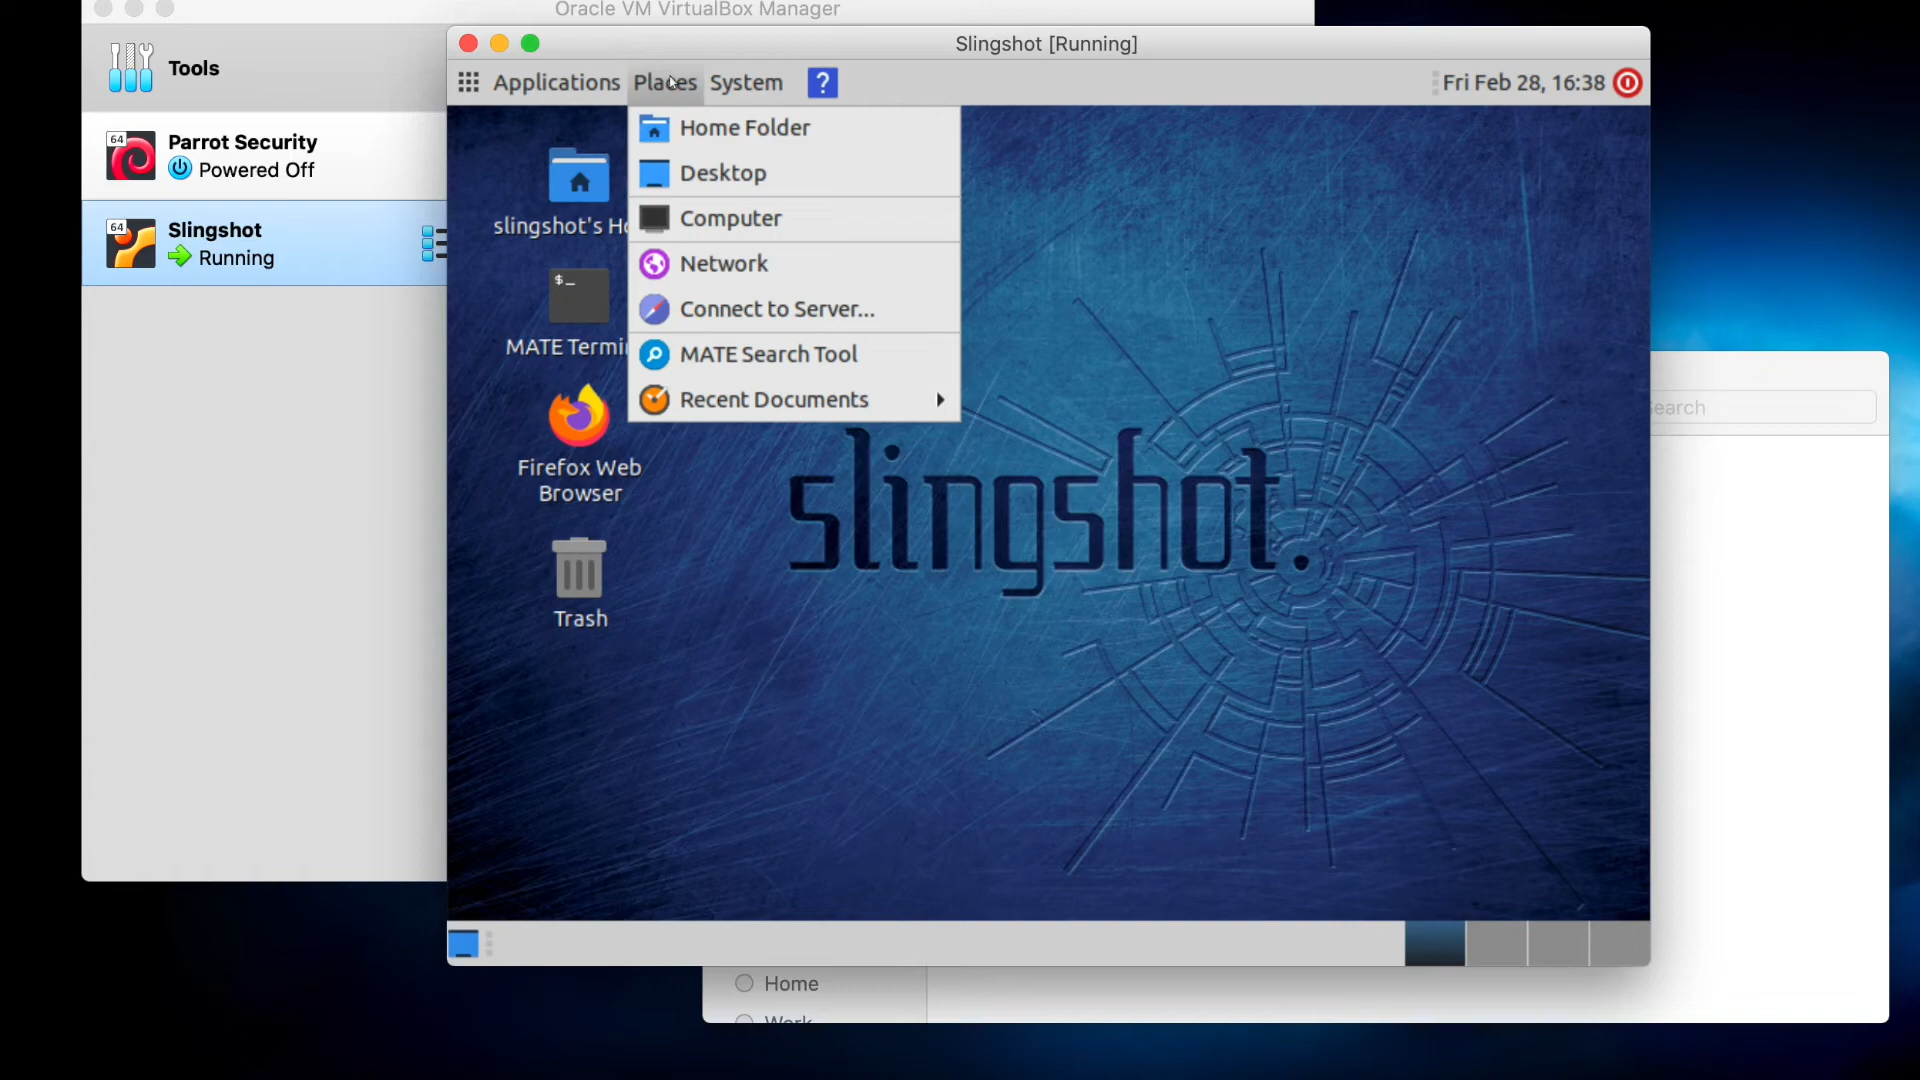 Oracle VM VirtualBox Manager
Tools
64
Parrot Security
Powered Off
64
Slingshot
Running
Slingshot [Running]
Applications Places System ?
Fri Feb 28, 16:38
Home Folder
Desktop
Computer
Network
Connect to Server...
MATE Search Tool
Recent Documents
slingshot's
$_
MATE
Firefox Web
Browser
Trash
slingshot.
Home